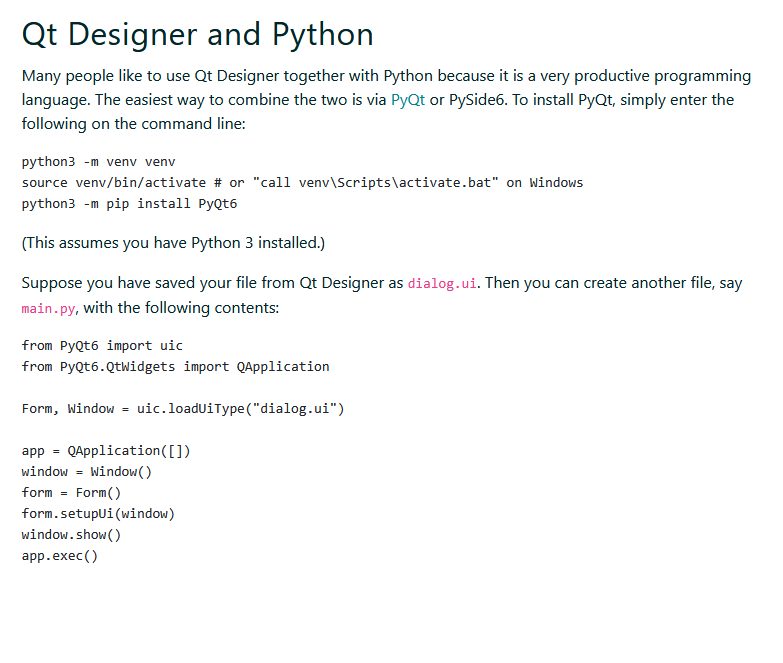 Qt Designer and Python
Many people like to use Qt Designer together with Python because it is a very productive programming
language. The easiest way to combine the two is via PyQt or PySide6. To install PyQt, simply enter the
following on the command line:
python3 -m venv venv
source venv/bin/activate # or "call venv\Scripts\activate.bat" on Windows
python3 -m pip install PyQt6
(This assumes you have Python 3 installed.)
Suppose you have saved your file from Qt Designer as dialog.ui. Then you can create another file, say
main.py, with the following contents:
from PyQt6 import uic
from PyQt6.QtWidgets import QApplication
Form, Window = uic.loadUiType("dialog.ui")
app = QApplication([])
window = Window()
form = Form()
form.setupUi(window)
window.show()
app.exec()